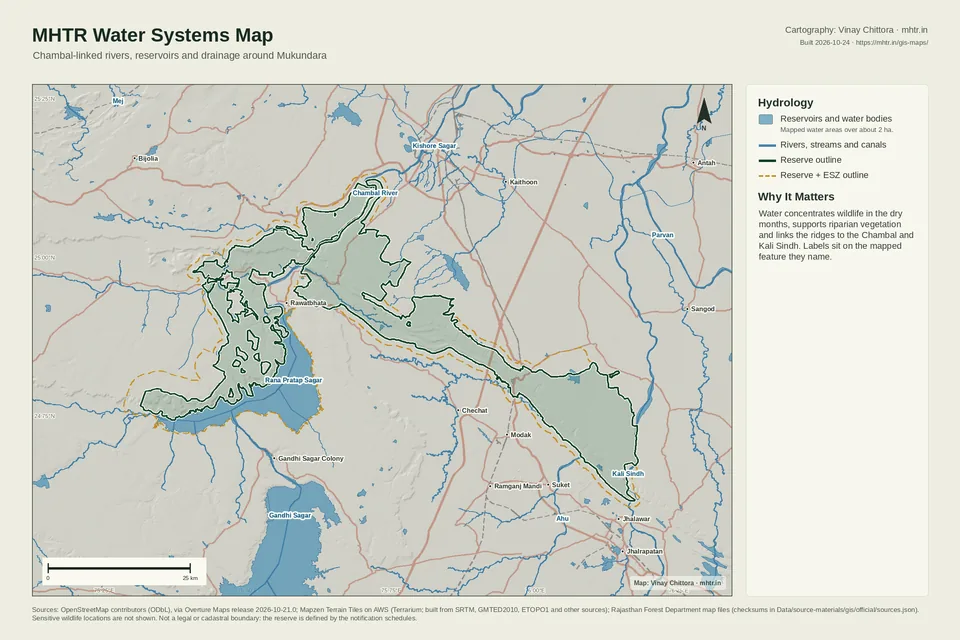 MHTR Water Systems Map
Chambal-linked rivers, reservoirs and drainage around Mukundara
Cartography: Vinay Chittora · mhtr.in
Built 2026-10-24 · https://mhtr.in/gis-maps/
25.25°N
Mej
Kishore Sagar
N
Bijolia
Antah
Kaithoon
Chambal River
Parvan
25.00°N
Rawatbhata
Sangod
Rana Pratap Sagar
24.75°N
Chechat
Modak
Gandhi Sagar Colony
Kali Sindh
Ramganj Mandi
Suket
Gandhi Sagar
Ahu
Jhalawar
Jhalrapatan
0
25 km
Map: Vinay Chittora · mhtr.in
75.75°E
Hydrology
Reservoirs and water bodies
Mapped water areas over about 2 ha.
Rivers, streams and canals
Reserve outline
Reserve + ESZ outline
Why It Matters
Water concentrates wildlife in the dry
months, supports riparian vegetation
and links the ridges to the Chambal and
Kali Sindh. Labels sit on the mapped
feature they name.
Sources: OpenStreetMap contributors (ODbL), via Overture Maps release 2026-10-21.0; Mapzen Terrain Tiles on AWS (Terrarium; built from SRTM, GMTED2010, ETOPO1 and other sources); Rajasthan Forest Department map files (checksums in Data/source-materials/gis/official/sources.json).
Sensitive wildlife locations are not shown. Not a legal or cadastral boundary: the reserve is defined by the notification schedules.